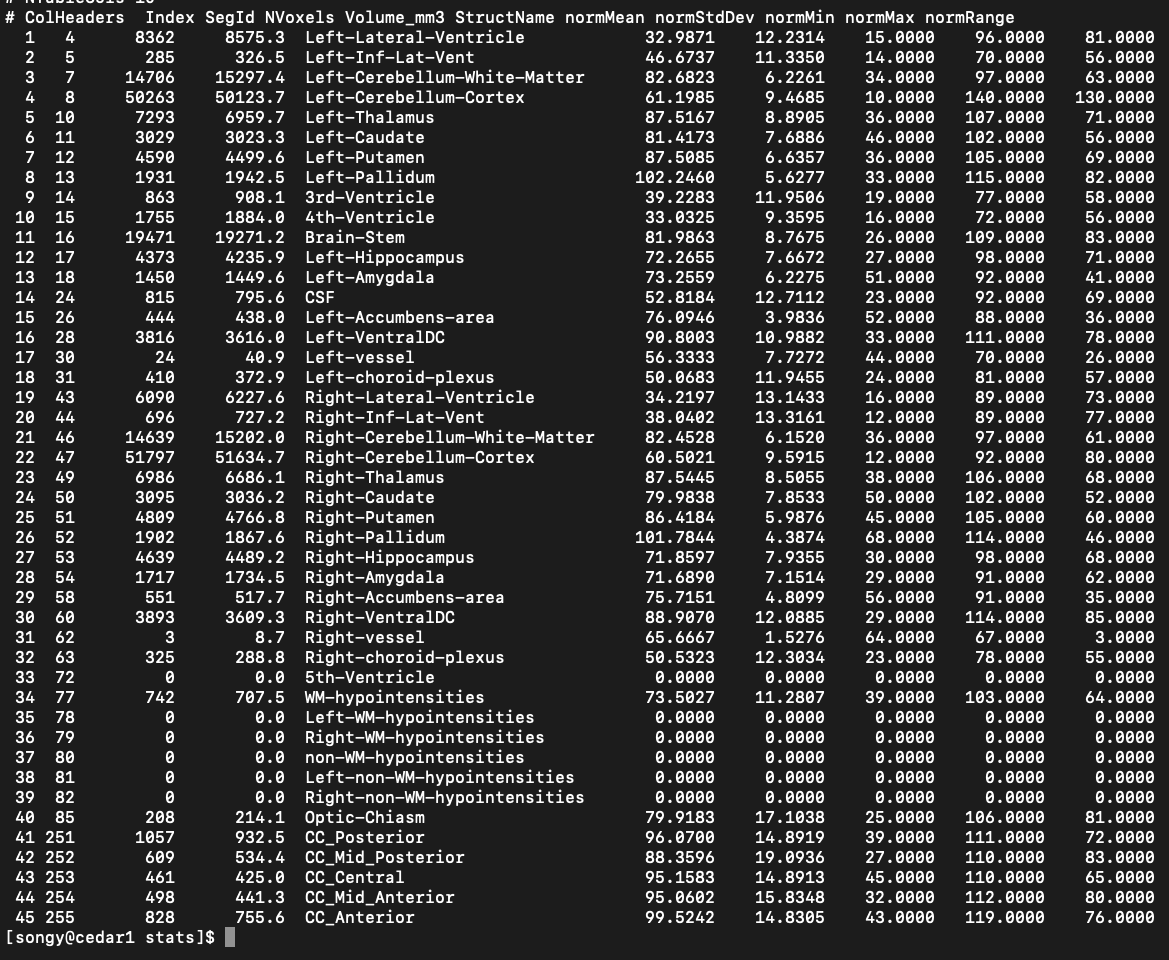 # ColHeaders  Index SegId NVoxels Volume_mm3 StructName normMean normStdDev normMin normMax normRange
1 4 8362 8575.3 Left-Lateral-Ventricle 32.9871 12.2314 15.0000 96.0000 81.0000
2 5 285 326.5 Left-Inf-Lat-Vent 46.6737 11.3350 14.0000 70.0000 56.0000
3 7 14706 15297.4 Left-Cerebellum-White-Matter 82.6823 6.2261 34.0000 97.0000 63.0000
4 8 50263 50123.7 Left-Cerebellum-Cortex 61.1985 9.4685 10.0000 140.0000 130.0000
5 10 7293 6959.7 Left-Thalamus 87.5167 8.8905 36.0000 107.0000 71.0000
6 11 3029 3023.3 Left-Caudate 81.4173 7.6886 46.0000 102.0000 56.0000
7 12 4590 4499.6 Left-Putamen 87.5085 6.6357 36.0000 105.0000 69.0000
8 13 1931 1942.5 Left-Pallidum 102.2460 5.6277 33.0000 115.0000 82.0000
9 14 863 908.1 3rd-Ventricle 39.2283 11.9506 19.0000 77.0000 58.0000
10 15 1755 1884.0 4th-Ventricle 33.0325 9.3595 16.0000 72.0000 56.0000
11 16 19471 19271.2 Brain-Stem 81.9863 8.7675 26.0000 109.0000 83.0000
12 17 4373 4235.9 Left-Hippocampus 72.2655 7.6672 27.0000 98.0000 71.0000
13 18 1450 1449.6 Left-Amygdala 73.2559 6.2275 51.0000 92.0000 41.0000
14 24 815 795.6 CSF 52.8184 12.7112 23.0000 92.0000 69.0000
15 26 444 438.0 Left-Accumbens-area 76.0946 3.9836 52.0000 88.0000 36.0000
16 28 3816 3616.0 Left-VentralDC 90.8003 10.9882 33.0000 111.0000 78.0000
17 30 24 40.9 Left-vessel 56.3333 7.7272 44.0000 70.0000 26.0000
18 31 410 372.9 Left-choroid-plexus 50.0683 11.9455 24.0000 81.0000 57.0000
19 43 6090 6227.6 Right-Lateral-Ventricle 34.2197 13.1433 16.0000 89.0000 73.0000
20 44 696 727.2 Right-Inf-Lat-Vent 38.0402 13.3161 12.0000 89.0000 77.0000
21 46 14639 15202.0 Right-Cerebellum-White-Matter 82.4528 6.1520 36.0000 97.0000 61.0000
22 47 51797 51634.7 Right-Cerebellum-Cortex 60.5021 9.5915 12.0000 92.0000 80.0000
23 49 6986 6686.1 Right-Thalamus 87.5445 8.5055 38.0000 106.0000 68.0000
24 50 3095 3036.2 Right-Caudate 79.9838 7.8533 50.0000 102.0000 52.0000
25 51 4809 4766.8 Right-Putamen 86.4184 5.9876 45.0000 105.0000 60.0000
26 52 1902 1867.6 Right-Pallidum 101.7844 4.3874 68.0000 114.0000 46.0000
27 53 4639 4489.2 Right-Hippocampus 71.8597 7.9355 30.0000 98.0000 68.0000
28 54 1717 1734.5 Right-Amygdala 71.6890 7.1514 29.0000 91.0000 62.0000
29 58 551 517.7 Right-Accumbens-area 75.7151 4.8099 56.0000 91.0000 35.0000
30 60 3893 3609.3 Right-VentralDC 88.9070 12.0885 29.0000 114.0000 85.0000
31 62 3 8.7 Right-vessel 65.6667 1.5276 64.0000 67.0000 3.0000
32 63 325 288.8 Right-choroid-plexus 50.5323 12.3034 23.0000 78.0000 55.0000
33 72 0 0.0 5th-Ventricle 0.0000 0.0000 0.0000 0.0000 0.0000
34 77 742 707.5 WM-hypointensities 73.5027 11.2807 39.0000 103.0000 64.0000
35 78 0 0.0 Left-WM-hypointensities 0.0000 0.0000 0.0000 0.0000 0.0000
36 79 0 0.0 Right-WM-hypointensities 0.0000 0.0000 0.0000 0.0000 0.0000
37 80 0 0.0 non-WM-hypointensities 0.0000 0.0000 0.0000 0.0000 0.0000
38 81 0 0.0 Left-non-WM-hypointensities 0.0000 0.0000 0.0000 0.0000 0.0000
39 82 0 0.0 Right-non-WM-hypointensities 0.0000 0.0000 0.0000 0.0000 0.0000
40 85 208 214.1 Optic-Chiasm 79.9183 17.1038 25.0000 106.0000 81.0000
41 251 1057 932.5 CC_Posterior 96.0700 14.8919 39.0000 111.0000 72.0000
42 252 609 534.4 CC_Mid_Posterior 88.3596 19.0936 27.0000 110.0000 83.0000
43 253 461 425.0 CC_Central 95.1583 14.8913 45.0000 110.0000 65.0000
44 254 498 441.3 CC_Mid_Anterior 95.0602 15.8348 32.0000 112.0000 80.0000
45 255 828 755.6 CC_Anterior 99.5242 14.8305 43.0000 119.0000 76.0000
[songy@cedar1 stats]$